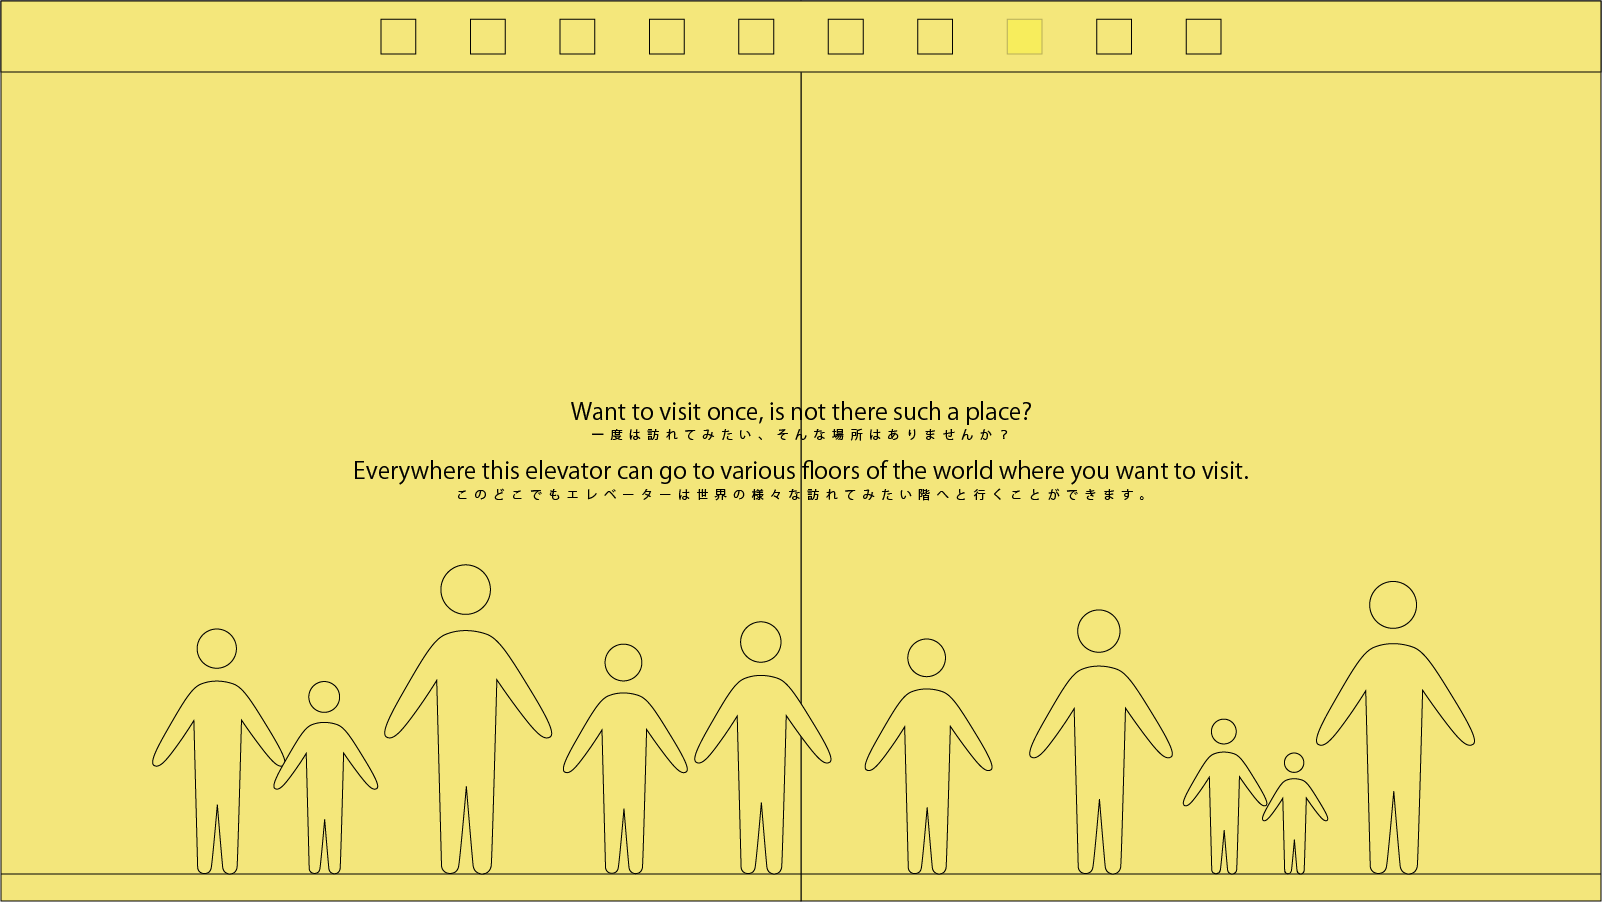 Want to visit once, is not there such a place?
一度は訪れてみたい、そんな場所はありませんか？
Everywhere this elevator can go to various floors of the world where you want to visit.
このどこでもエレベーターは世界の様々な訪れてみたい階へと行くことができます。